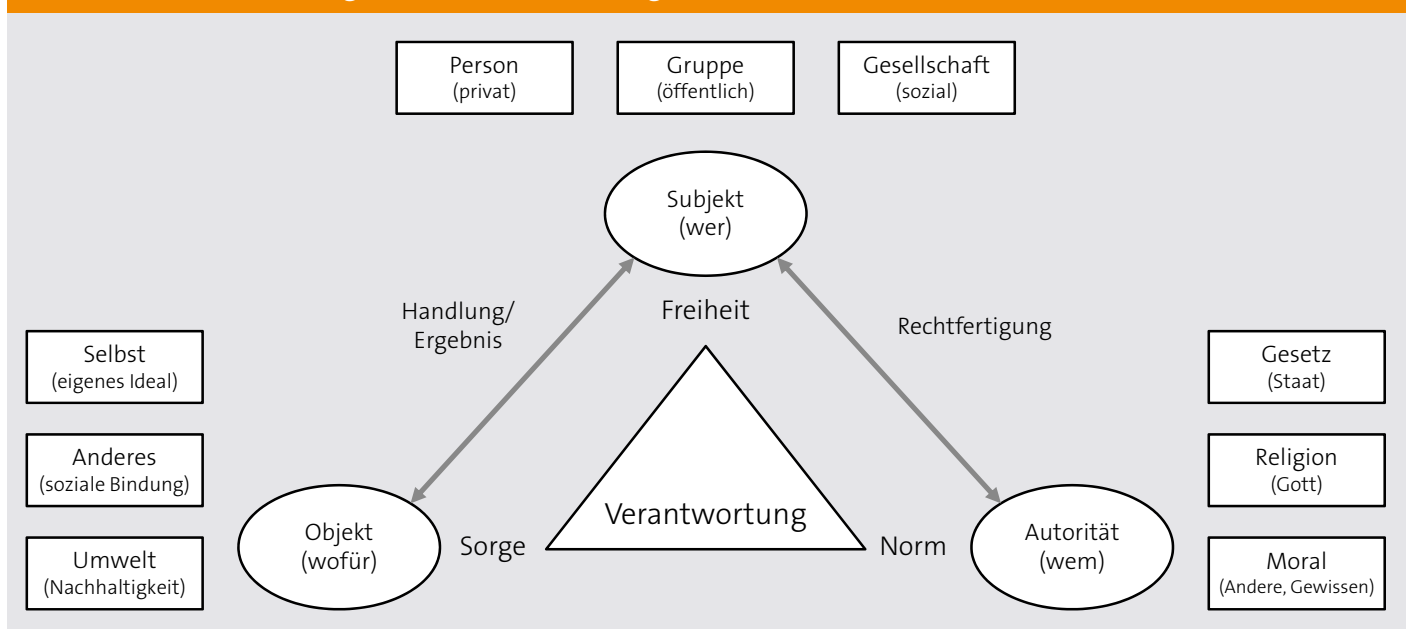 Person
(privat)
Gruppe
(öffentlich)
Gesellschaft
(sozial)
Subjekt
(wer)
Handlung/
Ergebnis
Freiheit
Rechtfertigung
Selbst
(eigenes Ideal)
Anderes
(soziale Bindung)
Umwelt
(Nachhaltigkeit)
Objekt
(wofür)
Sorge
Verantwortung
Norm
Autorität
(wem)
Gesetz
(Staat)
Religion
(Gott)
Moral
(Andere, Gewissen)